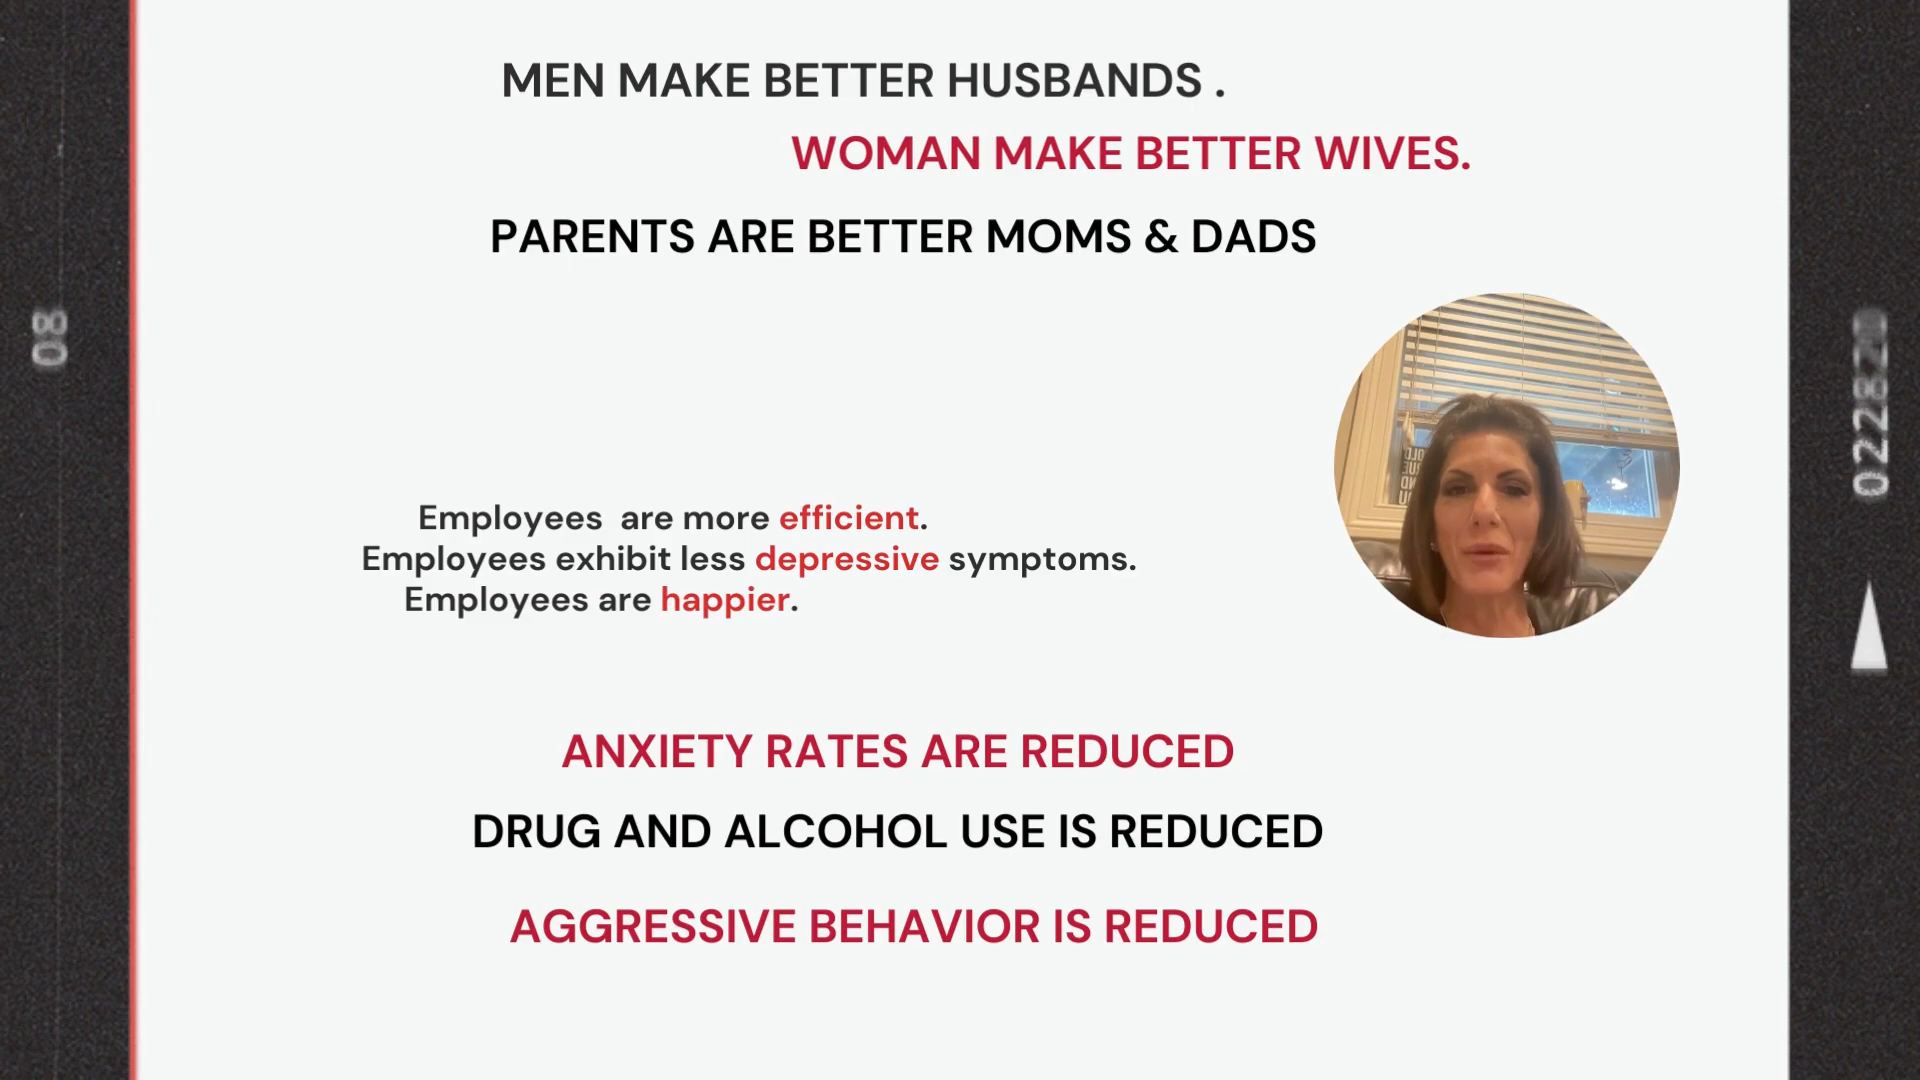 MEN MAKE BETTER HUSBANDS .
WOMAN MAKE BETTER WIVES.
PARENTS ARE BETTER MOMS & DADS
08
022820
Employees  are more efficient.
Employees exhibit less depressive symptoms.
Employees are happier.
ANXIETY RATES ARE REDUCED
DRUG AND ALCOHOL USE IS REDUCED
AGGRESSIVE BEHAVIOR IS REDUCED